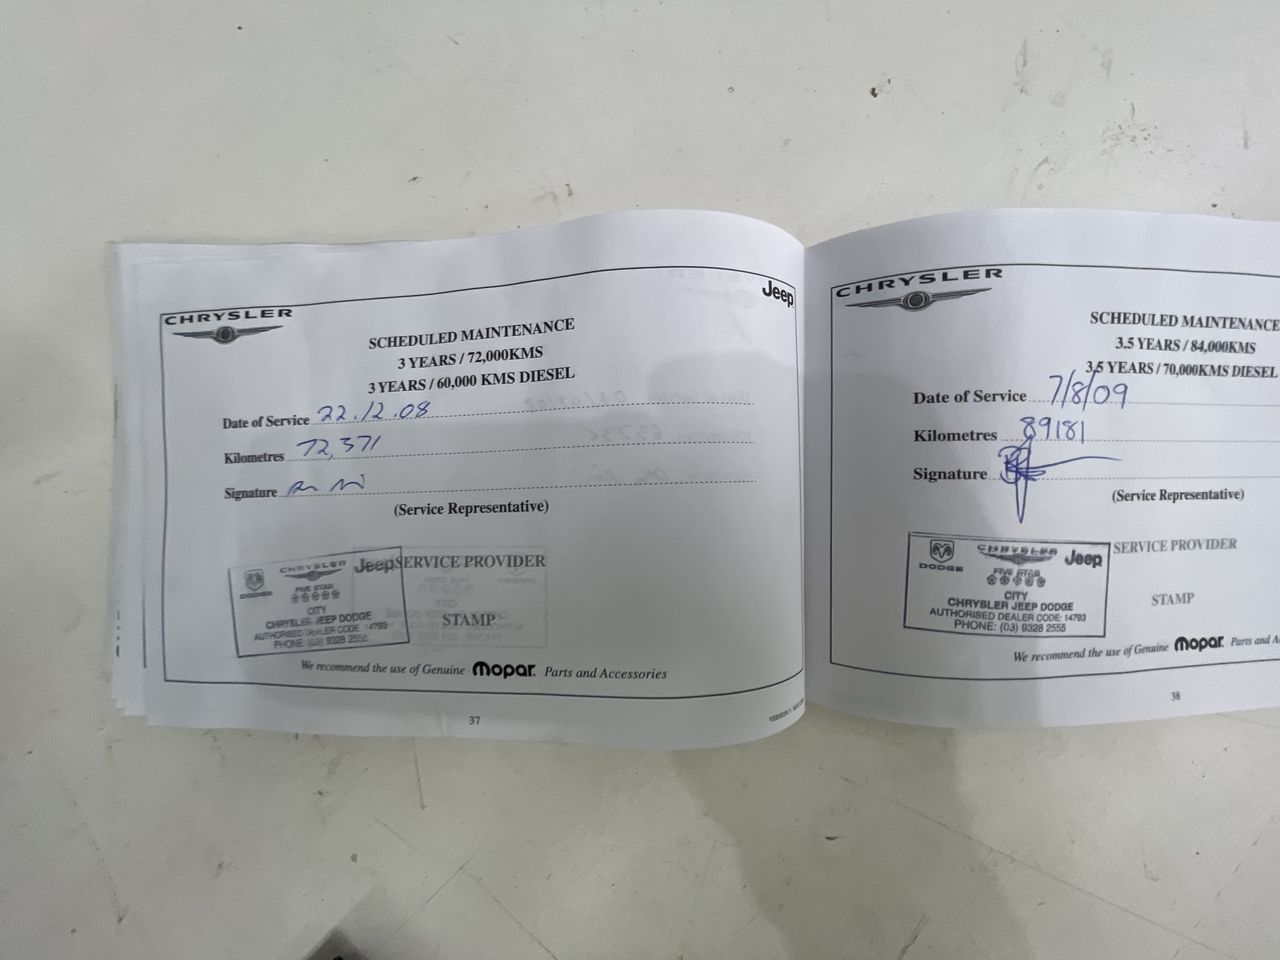 CHRYSLER
Jeep
SCHEDULED MAINTENANCE
3 YEARS / 72,000KMS
3 YEARS / 60,000 KMS DIESEL
Date of Service 22.12.08
Kilometres 72,371
Signature
(Service Representative)
SERVICE PROVIDER
STAMP
DODGE
CHRYSLER
Jeep
FIVE STAR
CITY
CHRYSLER JEEP DODGE
AUTHORISED DEALER CODE: 14793
PHONE: (03) 9328 2555
We recommend the use of Genuine Mopar. Parts and Accessories
37
CHRYSLER
SCHEDULED MAINTENANCE
3.5 YEARS / 84,000KMS
3.5 YEARS / 70,000KMS DIESEL
Date of Service 7/8/09
Kilometres 89181
Signature
(Service Representative)
SERVICE PROVIDER
STAMP
DODGE
CHRYSLER
Jeep
FIVE STAR
CITY
CHRYSLER JEEP DODGE
AUTHORISED DEALER CODE: 14793
PHONE: (03) 9328 2555
We recommend the use of Genuine Mopar. Parts and A
38